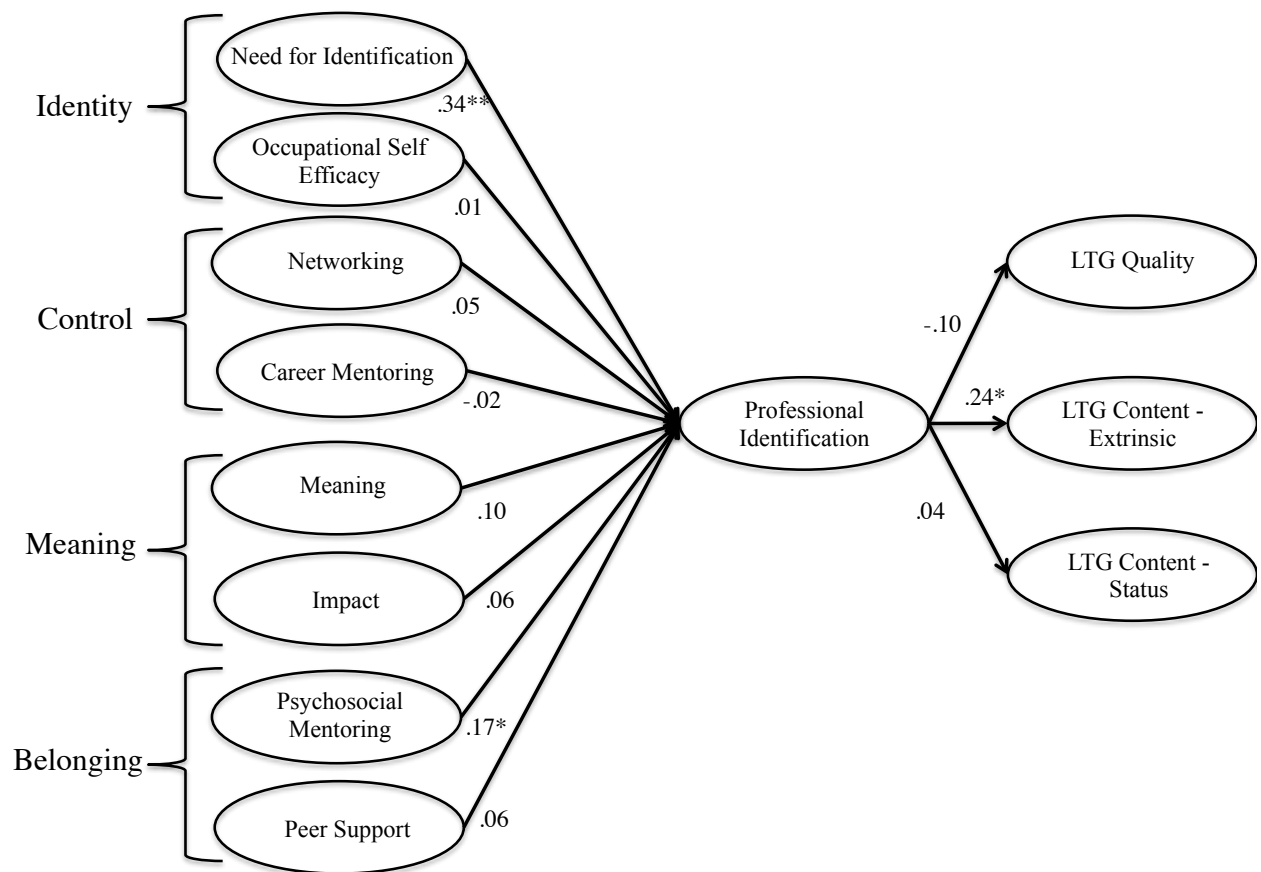 Identity
Need for Identification
.34**
Occupational Self
Efficacy
.01
Control
Networking
.05
Career Mentoring
-.02
Meaning
Meaning
.10
Impact
.06
Belonging
Psychosocial
Mentoring
.17*
Peer Support
.06
Professional
Identification
-.10
LTG Quality
.24*
LTG Content -
Extrinsic
.04
LTG Content -
Status